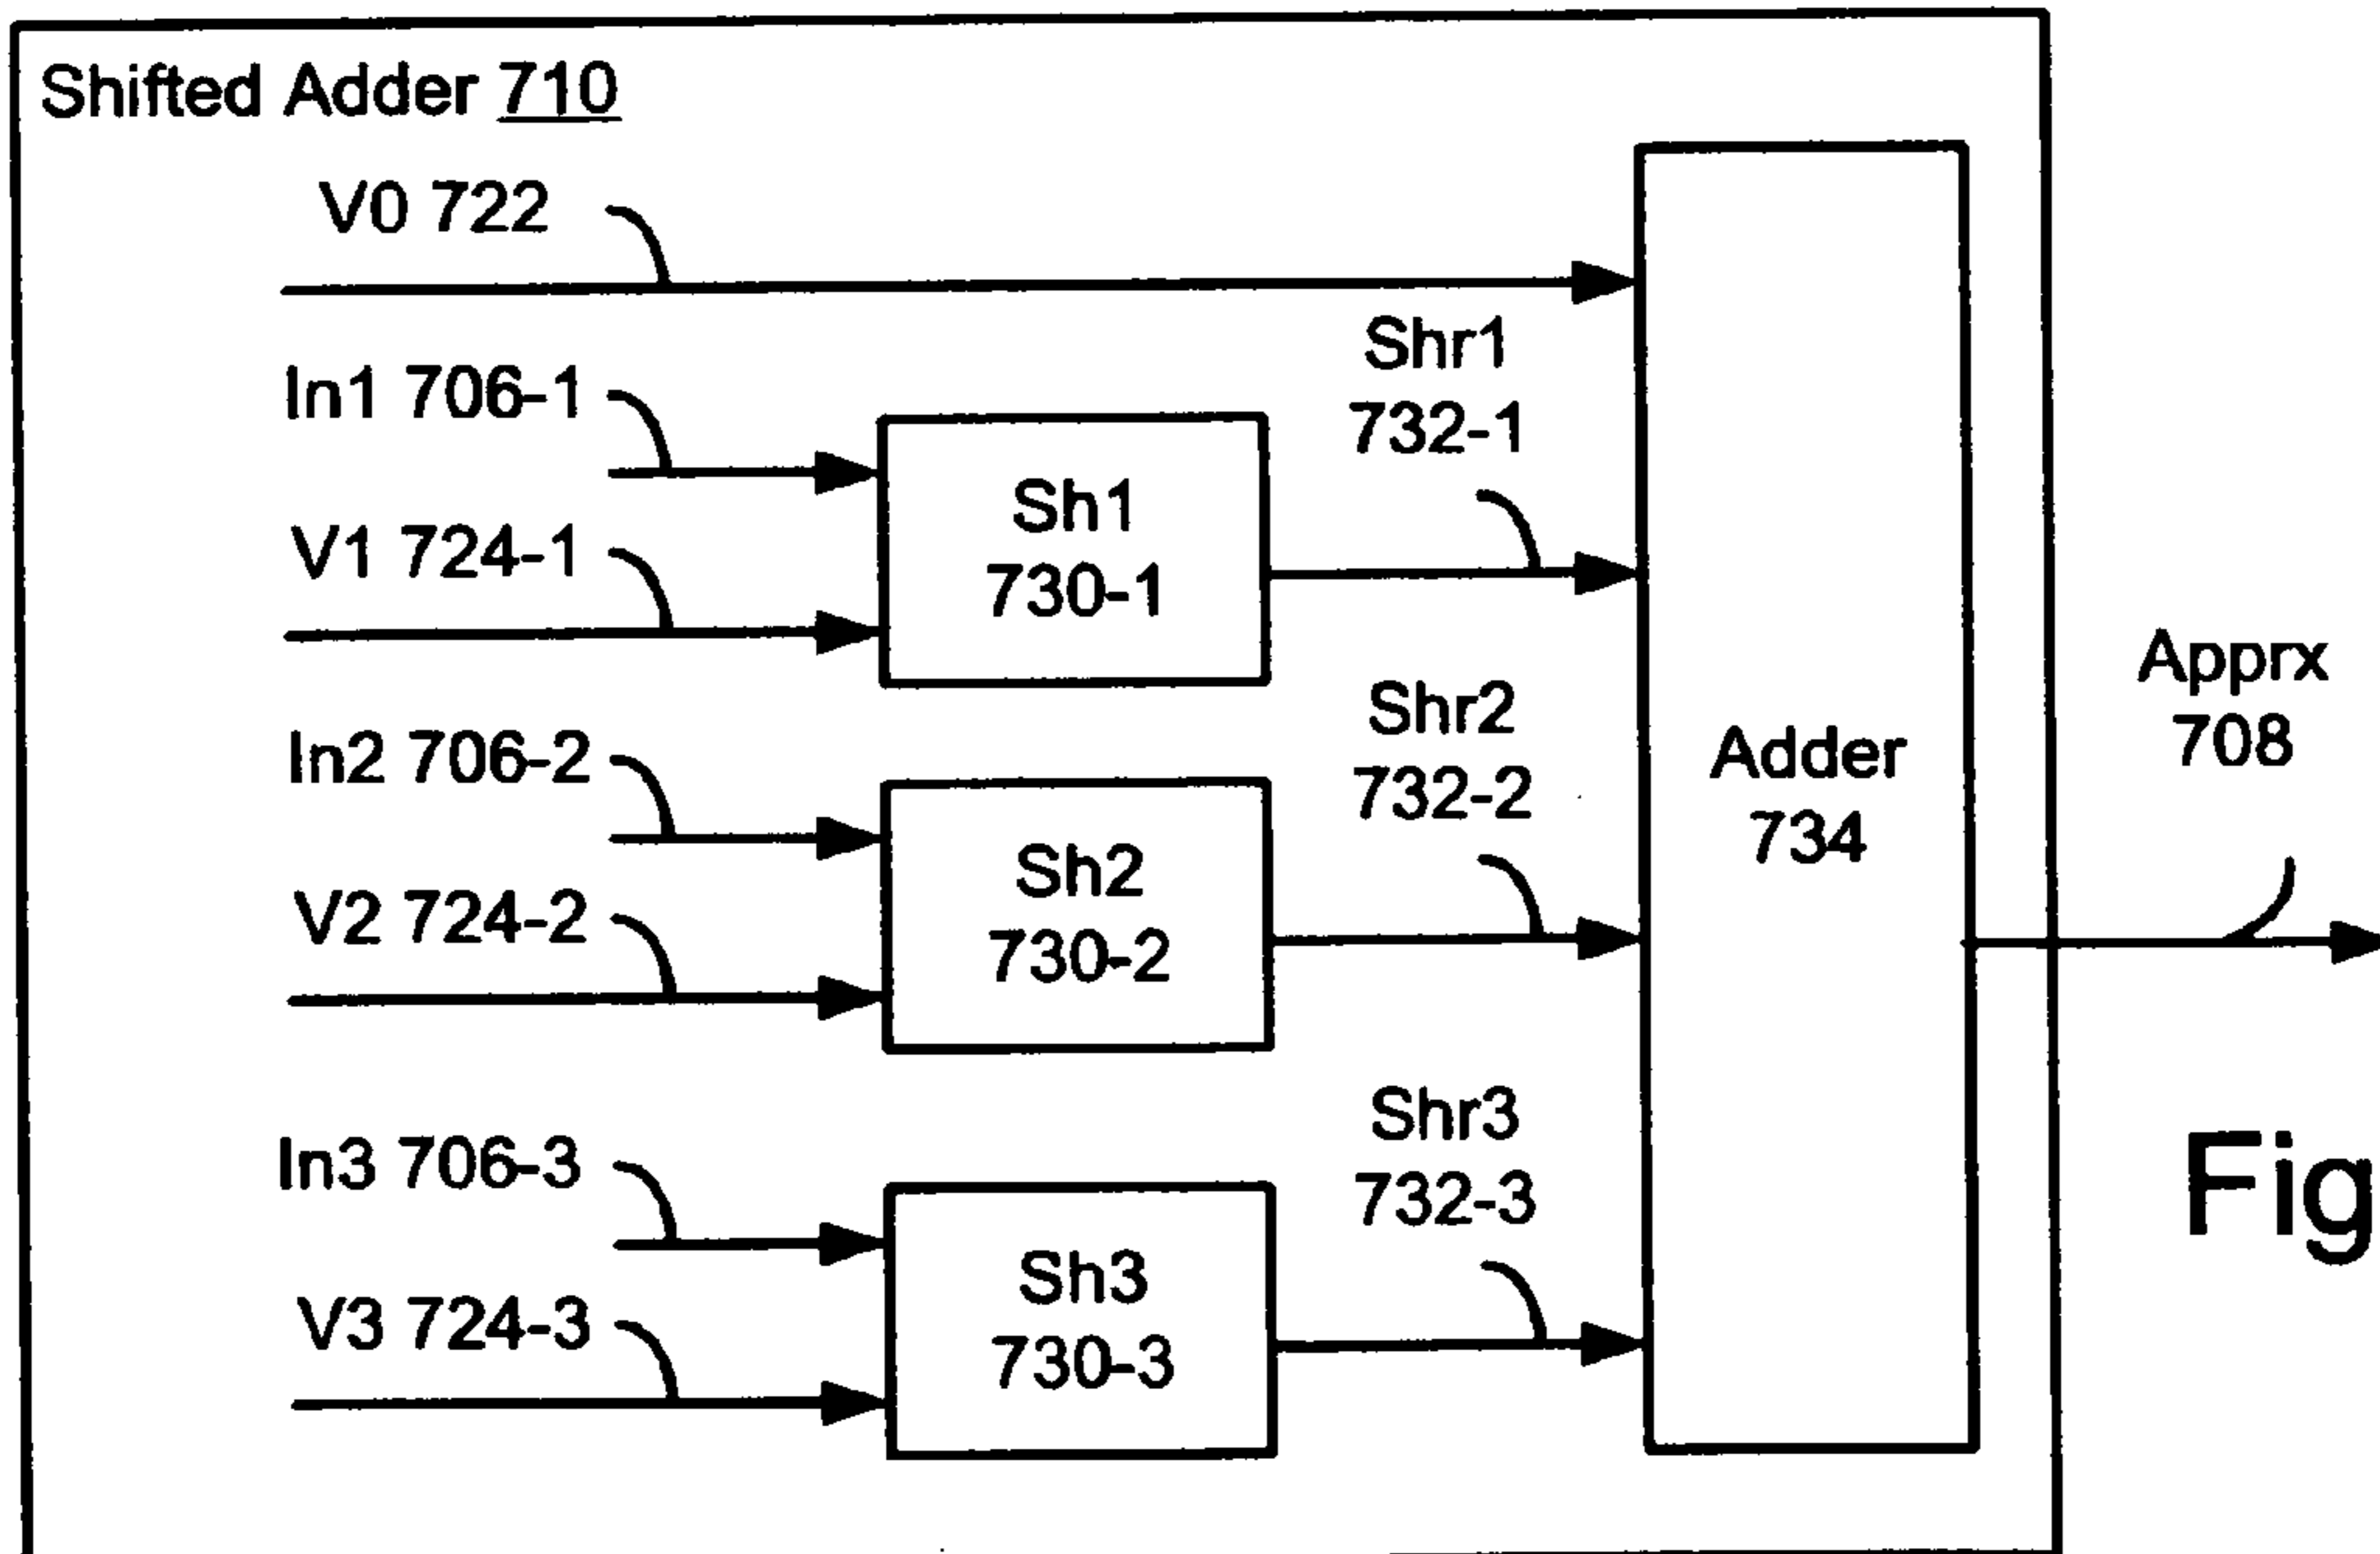 Shifted Adder 710
V0 722
In1 706-1
V1 724-1
Sh1
730-1
Shr1
732-1
In2 706-2
V2 724-2
Sh2
730-2
Shr2
732-2
In3 706-3
V3 724-3
Sh3
730-3
Shr3
732-3
Adder
734
Apprx
708
Fig